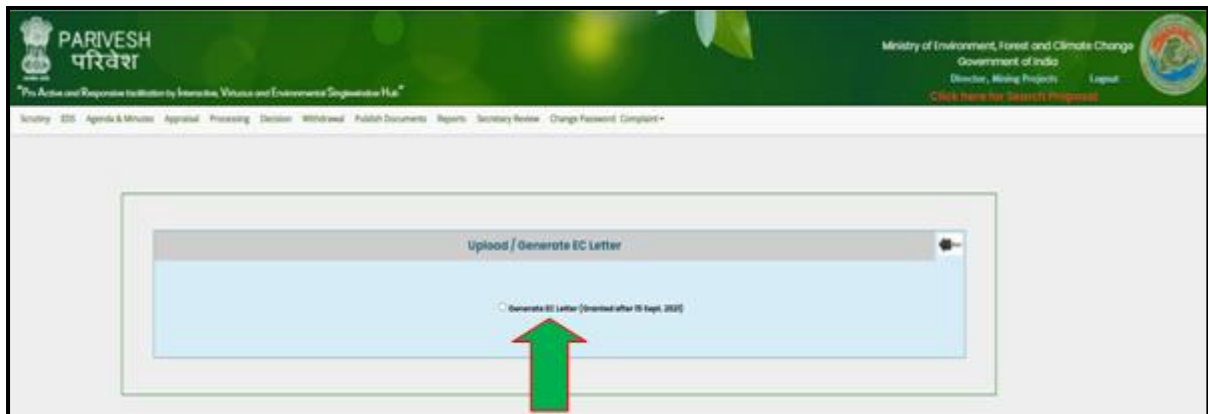 PARIVESH
परिवेश
"Pro Active and Responsive facilitation by Interactive, Virtuous and Environmental Singlewindow Hub"
Ministry of Environment, Forest and Climate Change
Government of India
Director, Mining Projects Logout
Click here for Search Proposal
Scrutiny EDS Agenda & Minutes Appraisal Processing Decision Withdrawal Publish Documents Reports Secretary Review Change Password Complaint
Upload / Generate EC Letter
Generate EC Letter (Granted after 15 Sept. 2021)